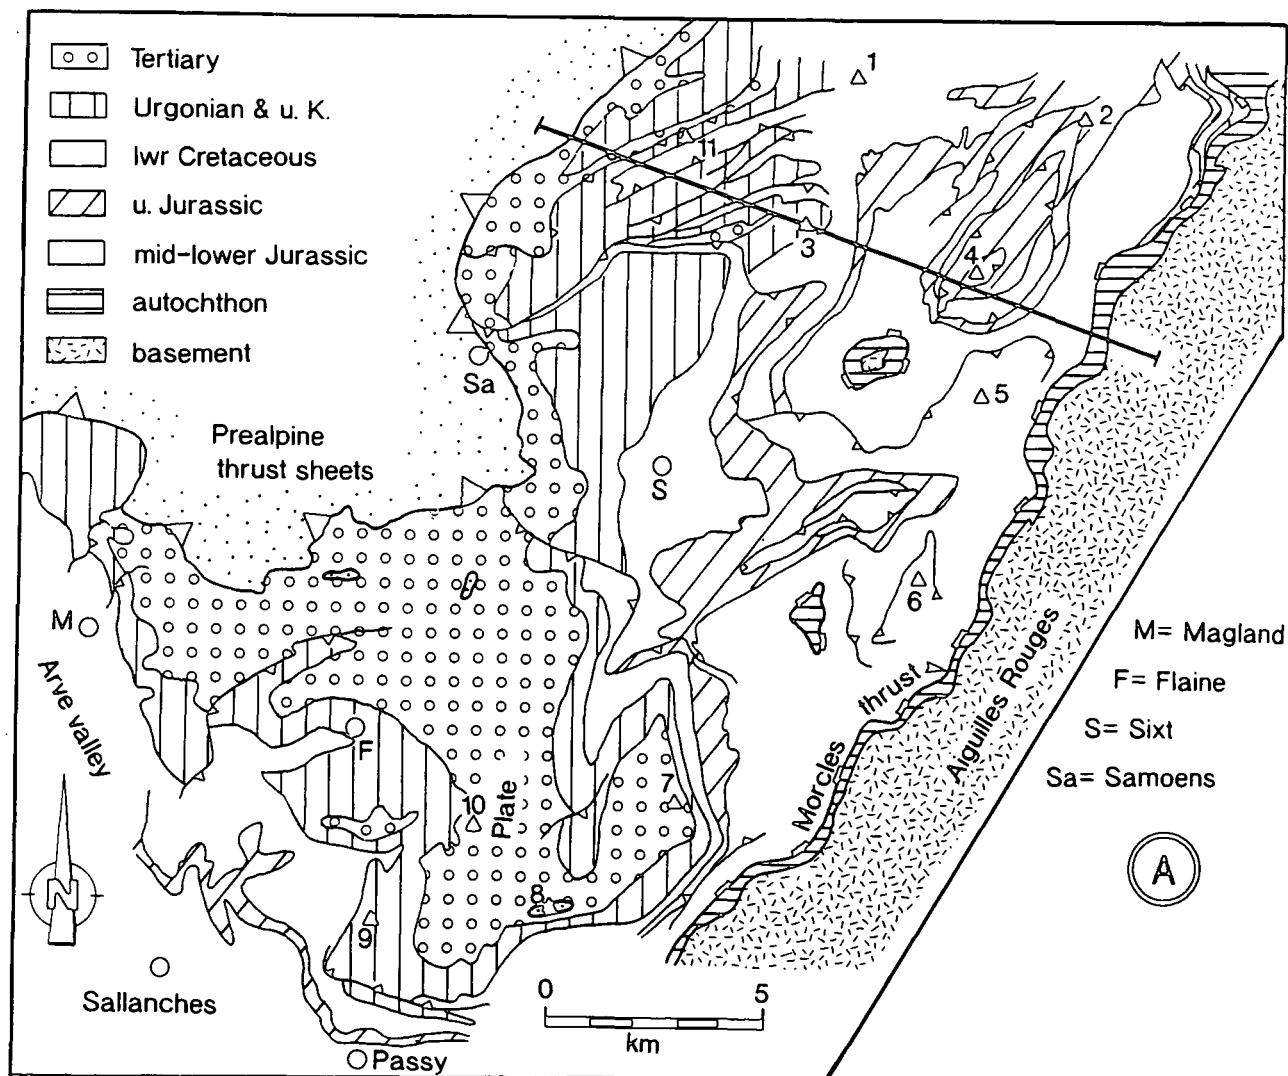 Tertiary
Urgonian & u. K.
lwr Cretaceous
u. Jurassic
mid-lower Jurassic
autochthon
basement
1
2
11
3
4
Sa
5
Prealpine
thrust sheets
S
6
M
M= Magland
Arve valley
thrust
Morcles
Aiguilles Rouges
F= Flaine
F
S= Sixt
Sa= Samoens
7
10
Plate
A
8
N
9
Sallanches
0
5
km
Passy